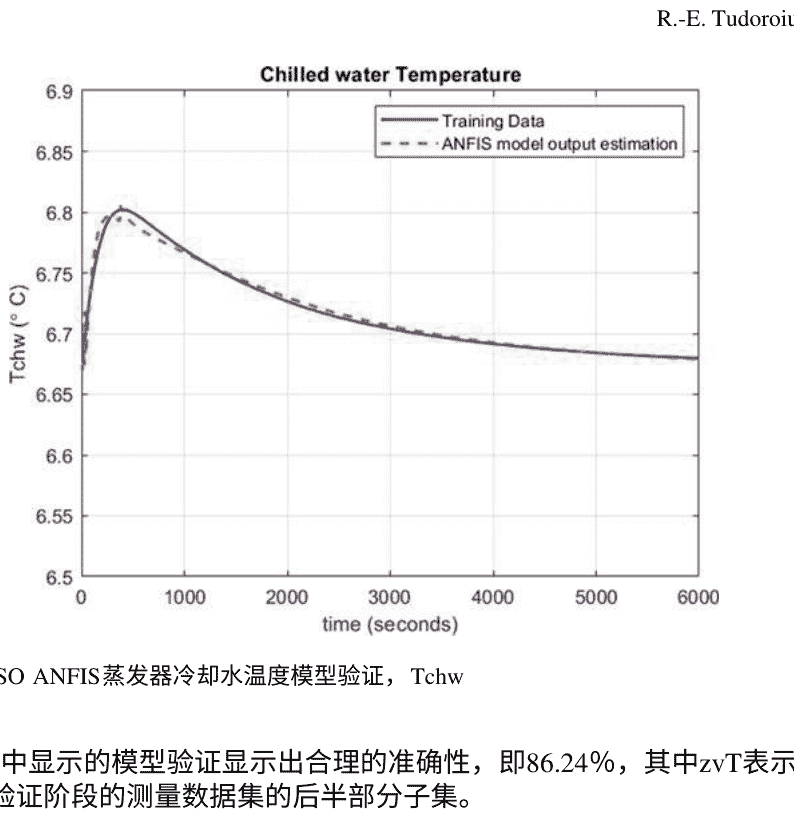 R.-E. Tudoroiu
Chilled water Temperature
6.9
Training Data
ANFIS model output estimation
6.85
6.8
6.75
6.7
6.65
6.6
6.55
6.5
Tchw (° C)
0 1000 2000 3000 4000 5000 6000
time (seconds)
SO ANFIS蒸发器冷却水温度模型验证，Tchw
中显示的模型验证显示出合理的准确性，即86.24％，其中zvT表示
验证阶段的测量数据集的后半部分子集。